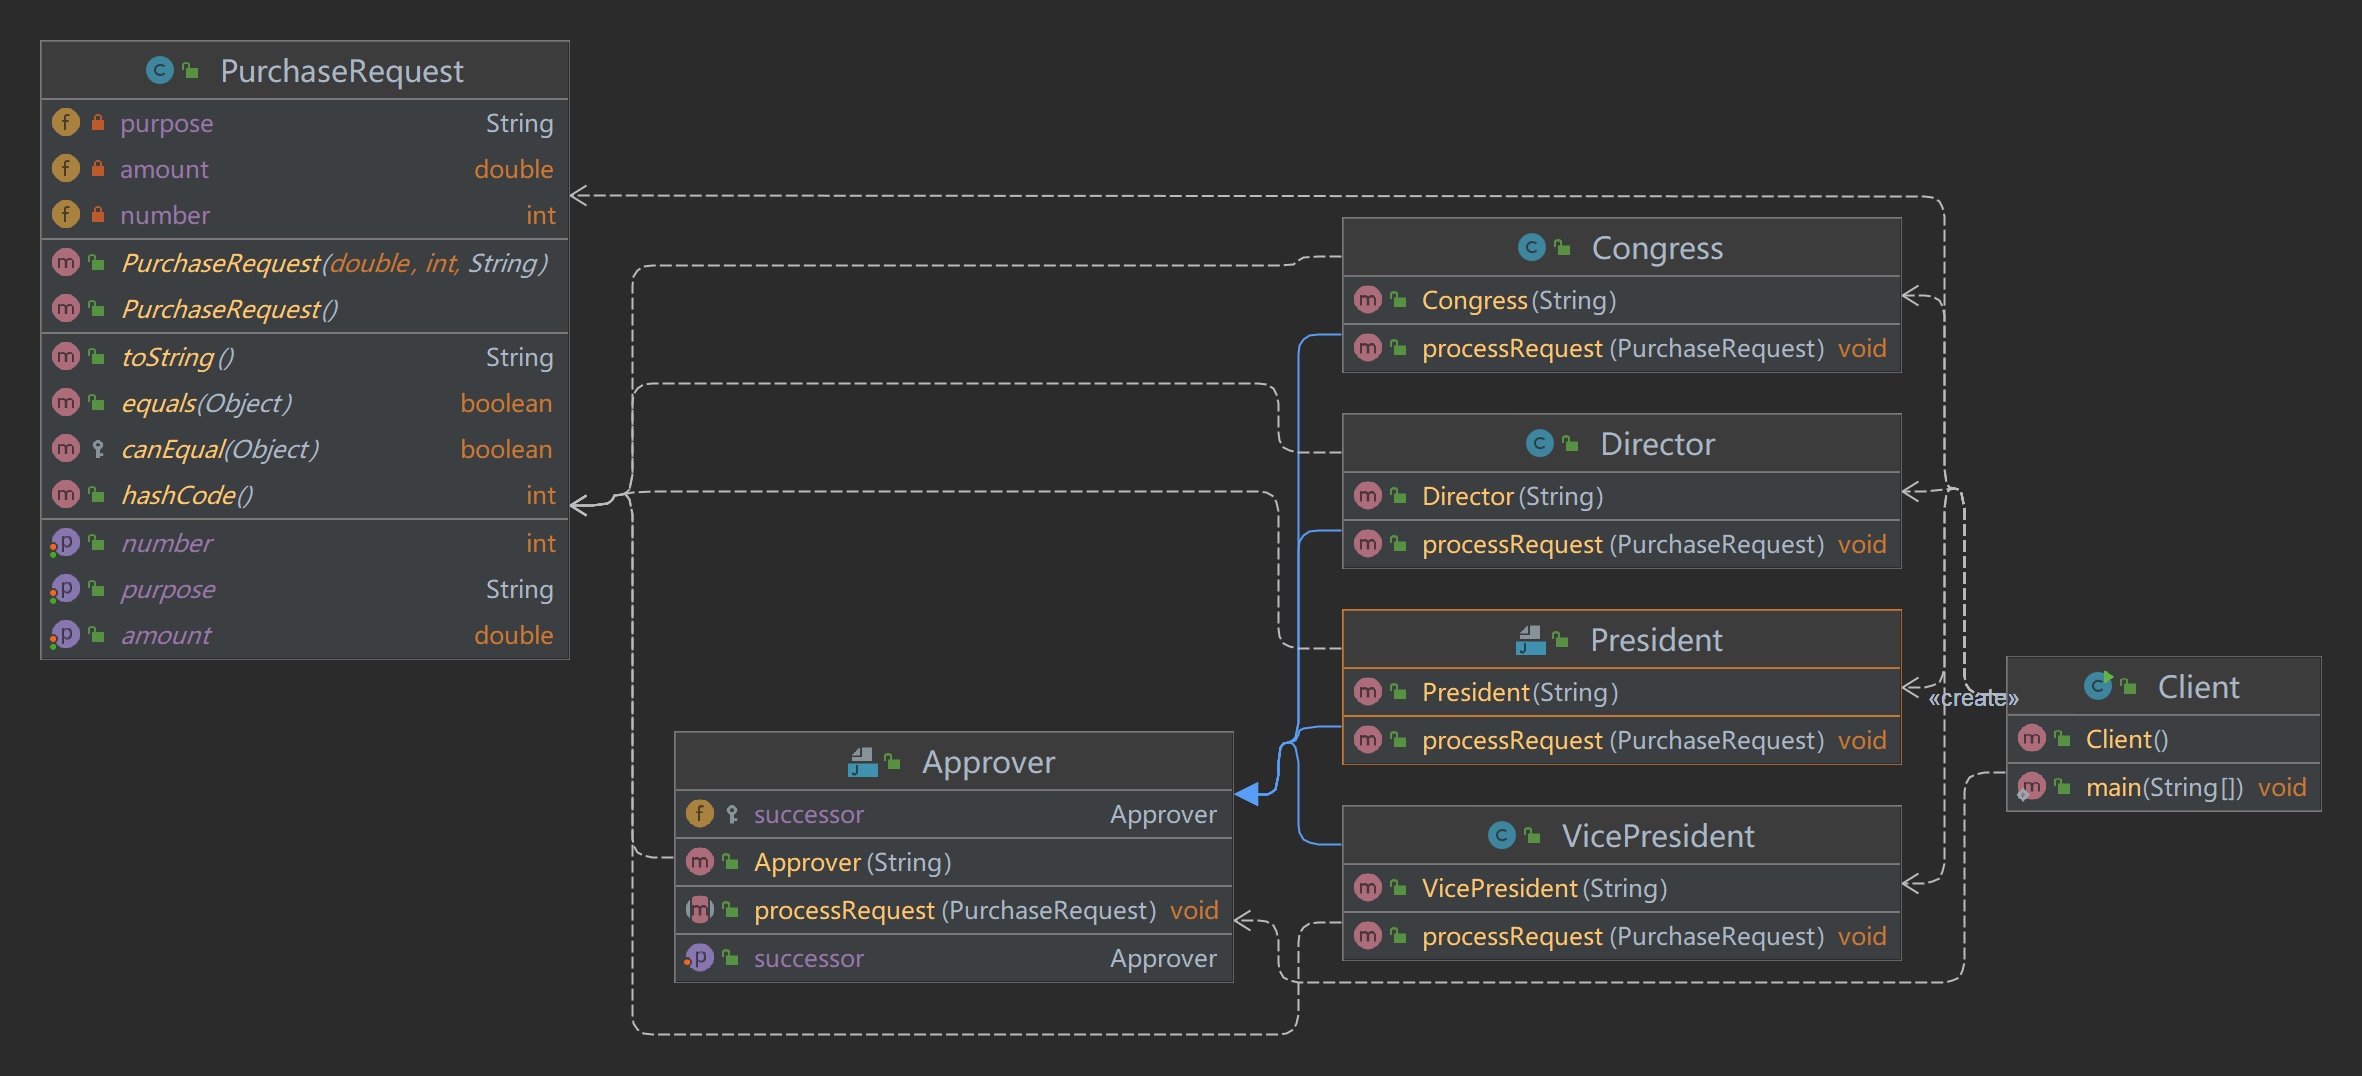 PurchaseRequest
purpose String
amount double
number int
PurchaseRequest(double, int, String)
PurchaseRequest()
toString() String
equals(Object) boolean
canEqual(Object) boolean
hashCode() int
number int
purpose String
amount double
Congress
Congress(String)
processRequest(PurchaseRequest) void
Director
Director(String)
processRequest(PurchaseRequest) void
President
President(String)
processRequest(PurchaseRequest) void
Approver
successor Approver
Approver(String)
processRequest(PurchaseRequest) void
successor Approver
VicePresident
VicePresident(String)
processRequest(PurchaseRequest) void
«create»
Client
Client()
main(String[]) void